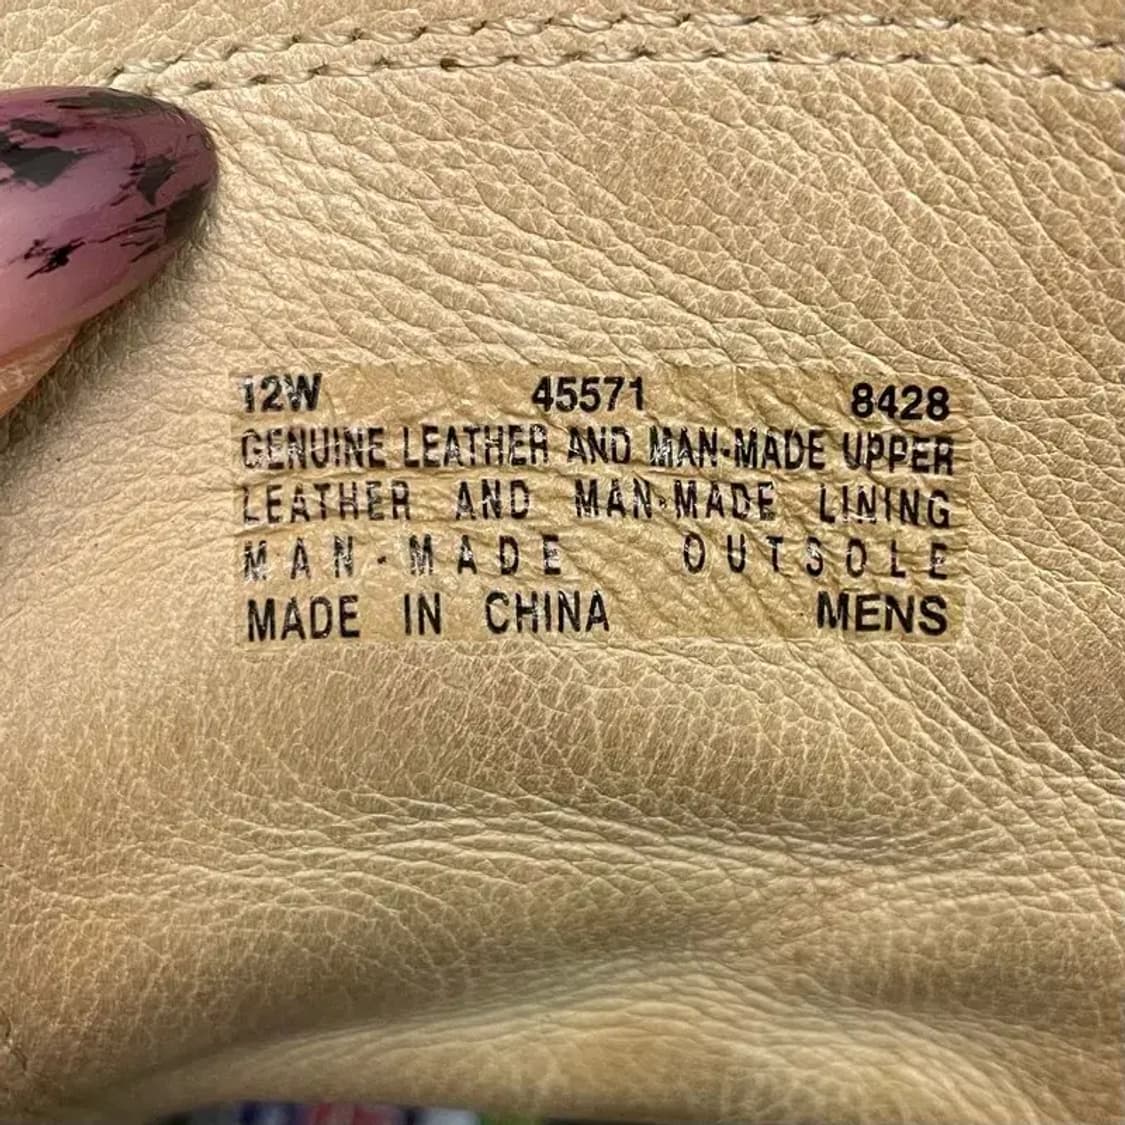 12W 45571 8428
GENUINE LEATHER AND MAN-MADE UPPER
LEATHER AND MAN-MADE LINING
MAN-MADE OUTSOLE
MADE IN CHINA MENS